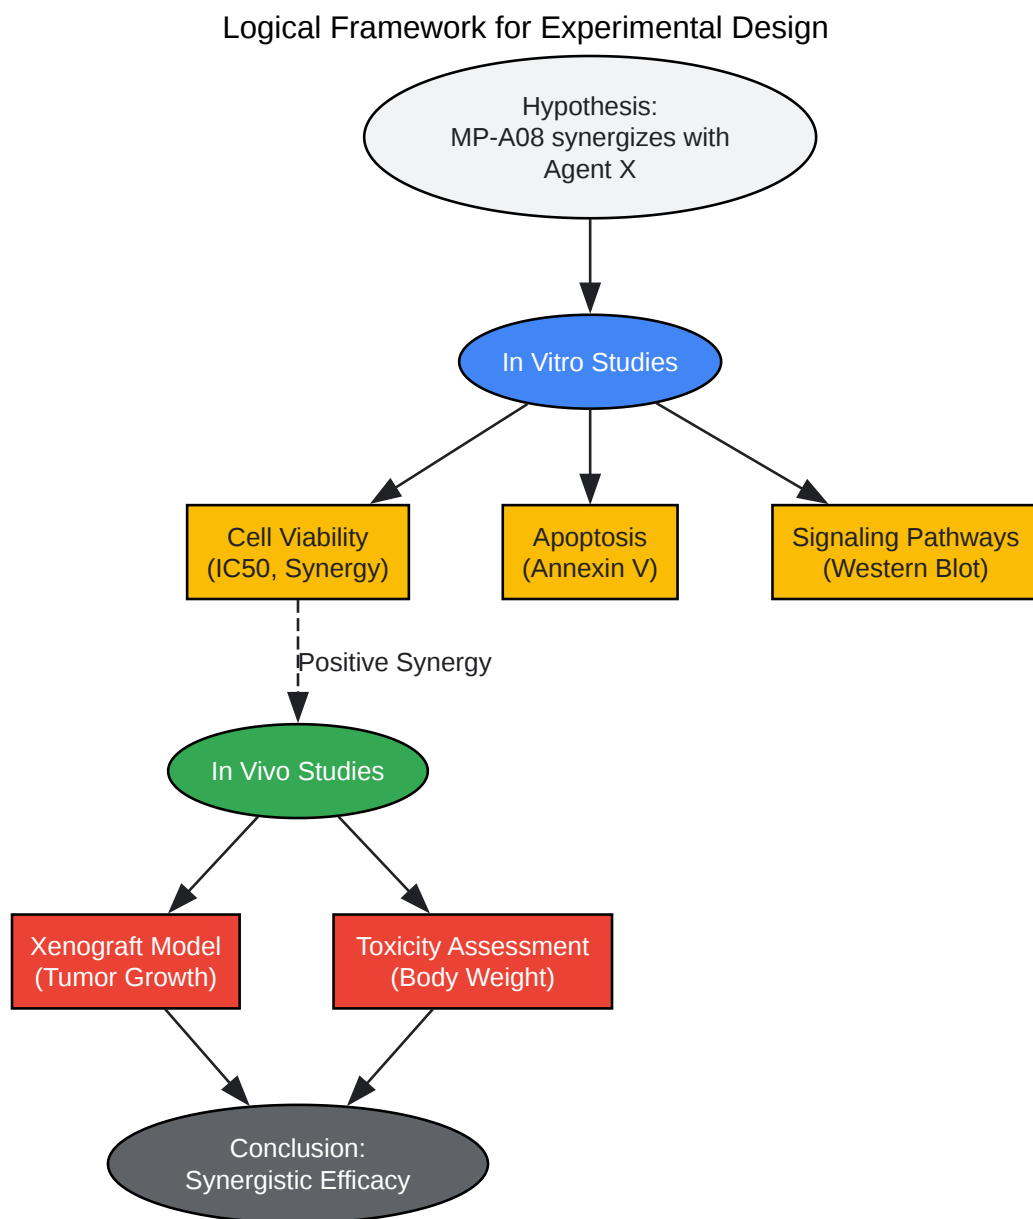 Logical Framework for Experimental Design
Hypothesis:
MP-A08 synergizes with
Agent X
In Vitro Studies
Cell Viability
(IC50, Synergy)
Apoptosis
(Annexin V)
Signaling Pathways
(Western Blot)
Positive Synergy
In Vivo Studies
Xenograft Model
(Tumor Growth)
Toxicity Assessment
(Body Weight)
Conclusion:
Synergistic Efficacy